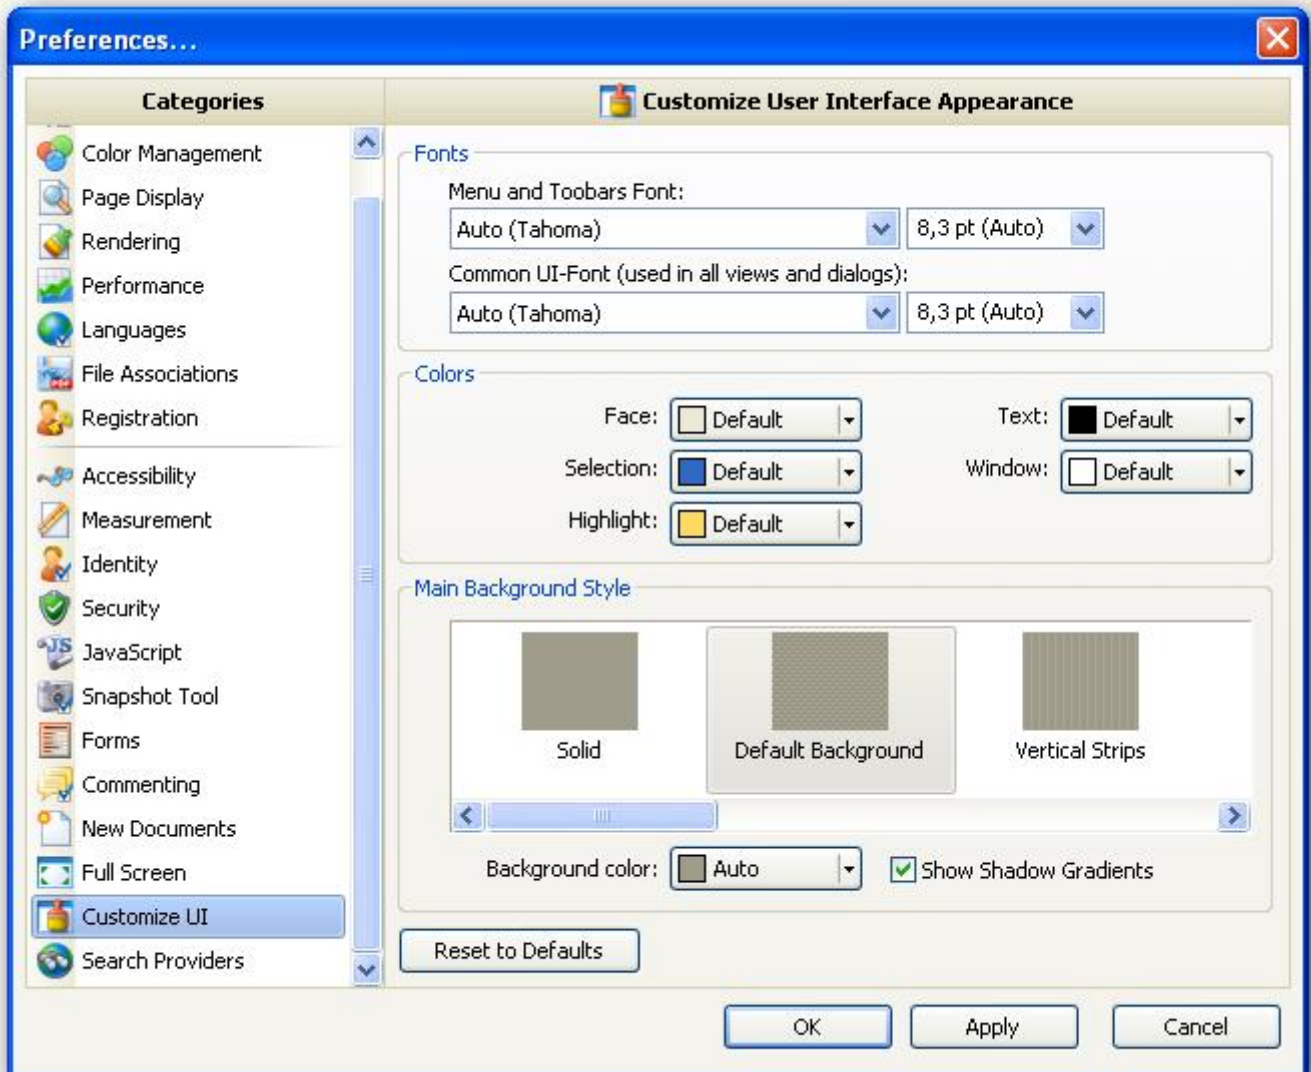 Preferences...
Categories
Customize User Interface Appearance
Color Management
Page Display
Rendering
Performance
Languages
File Associations
Registration
Accessibility
Measurement
Identity
Security
JavaScript
Snapshot Tool
Forms
Commenting
New Documents
Full Screen
Customize UI
Search Providers
Fonts
Menu and Toobars Font:
Auto (Tahoma) 8,3 pt (Auto)
Common UI-Font (used in all views and dialogs):
Auto (Tahoma) 8,3 pt (Auto)
Colors
Face: Default Text: Default
Selection: Default Window: Default
Highlight: Default
Main Background Style
Solid Default Background Vertical Strips
Background color: Auto Show Shadow Gradients
Reset to Defaults
OK Apply Cancel